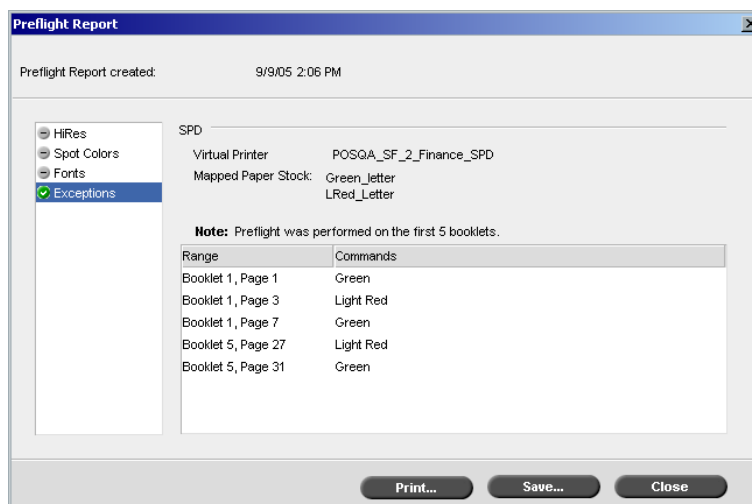 Preflight Report
Preflight Report created: 9/9/05 2:06 PM
HiRes
Spot Colors
Fonts
Exceptions
SPD
Virtual Printer POSQA_SF_2_Finance_SPD
Mapped Paper Stock: Green_letter
LRed_Letter
Note: Preflight was performed on the first 5 booklets.
Range Commands
Booklet 1, Page 1 Green
Booklet 1, Page 3 Light Red
Booklet 1, Page 7 Green
Booklet 5, Page 27 Light Red
Booklet 5, Page 31 Green
Print... Save... Close